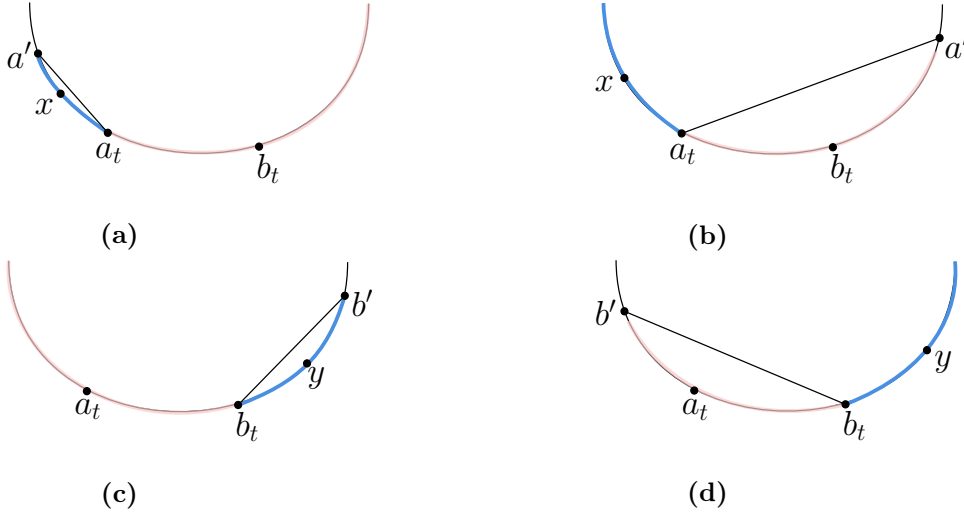 a′
x
a_t
b_t
(a)
a′
x
a_t
b_t
(b)
b′
y
a_t
b_t
(c)
b′
y
a_t
b_t
(d)